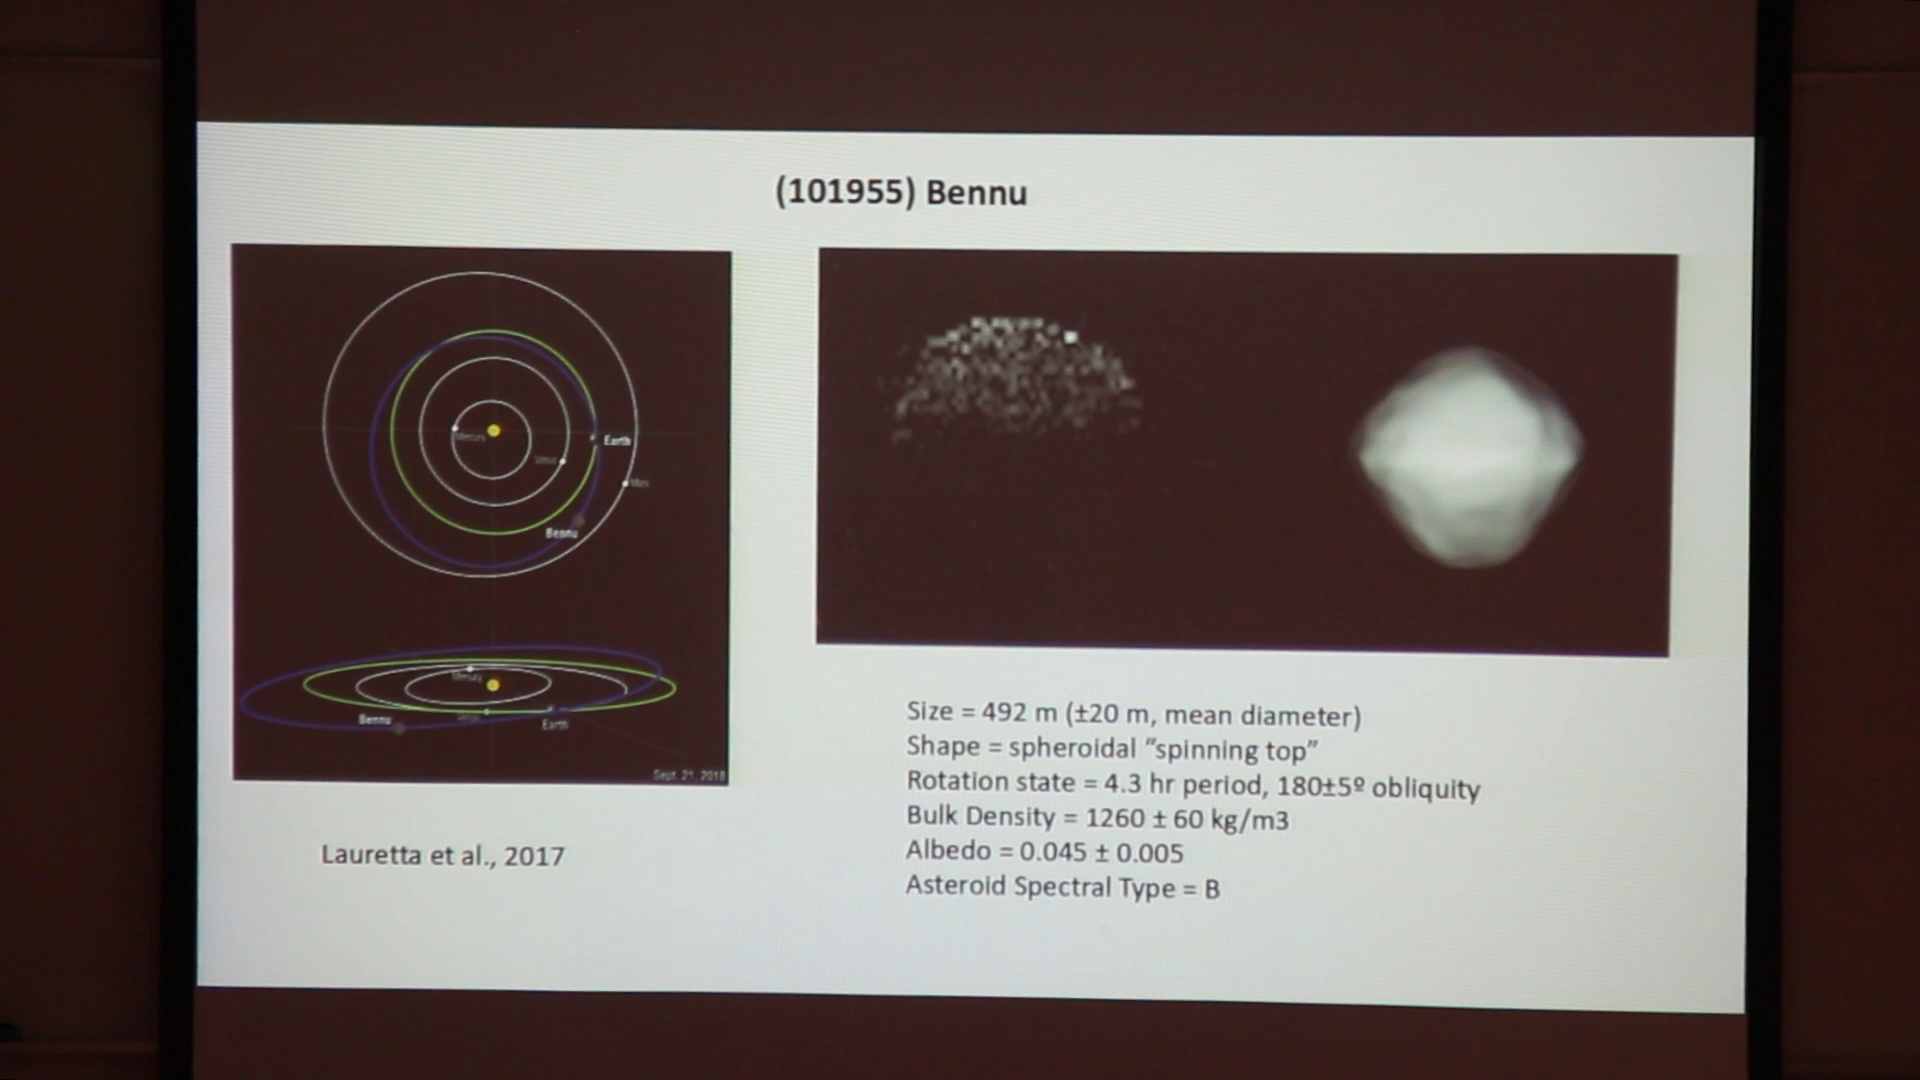 (101955) Bennu
Mercury
Venus
Earth
Mars
Bennu
Mercury
Venus
Bennu
Earth
Sept. 21, 2018
Lauretta et al., 2017
Size = 492 m (±20 m, mean diameter)
Shape = spheroidal “spinning top”
Rotation state = 4.3 hr period, 180±5º obliquity
Bulk Density = 1260 ± 60 kg/m3
Albedo = 0.045 ± 0.005
Asteroid Spectral Type = B